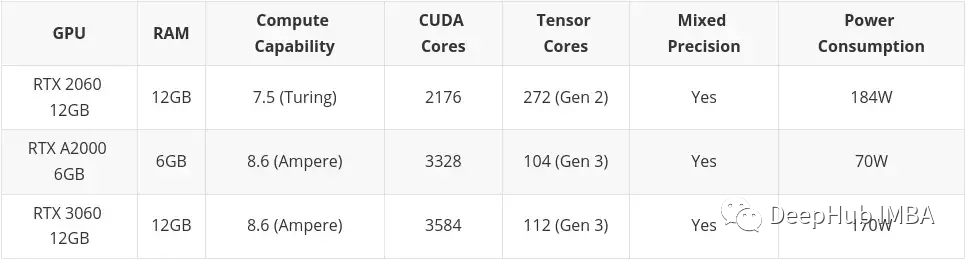 GPU RAM Compute Capability CUDA Cores Tensor Cores Mixed Precision Power Consumption
RTX 2060 12GB 12GB 7.5 (Turing) 2176 272 (Gen 2) Yes 184W
RTX A2000 6GB 6GB 8.6 (Ampere) 3328 104 (Gen 3) Yes 70W
RTX 3060 12GB 12GB 8.6 (Ampere) 3584 112 (Gen 3) Yes 170W
DeepHub IMBA